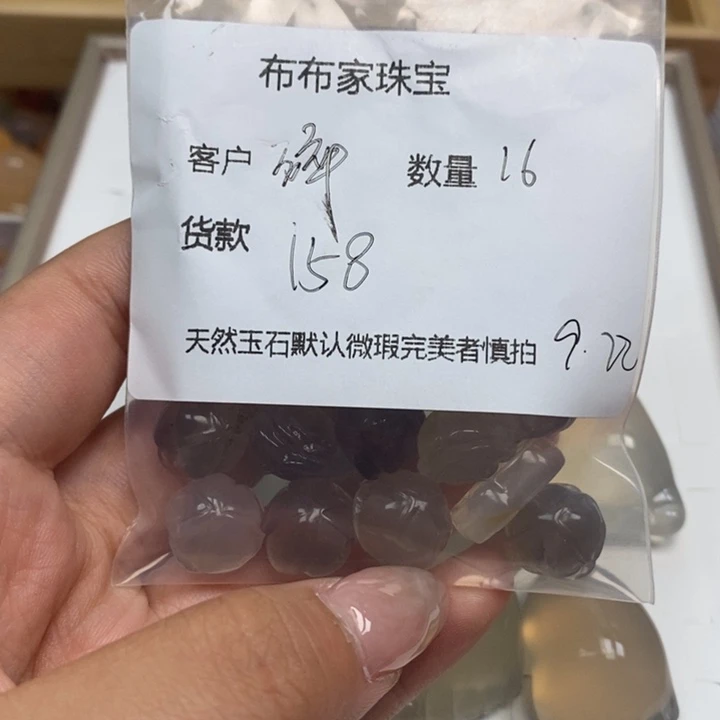 布布家珠宝
客户 数量 16
货款 158
天然玉石默认微瑕完美者慎拍 9.22